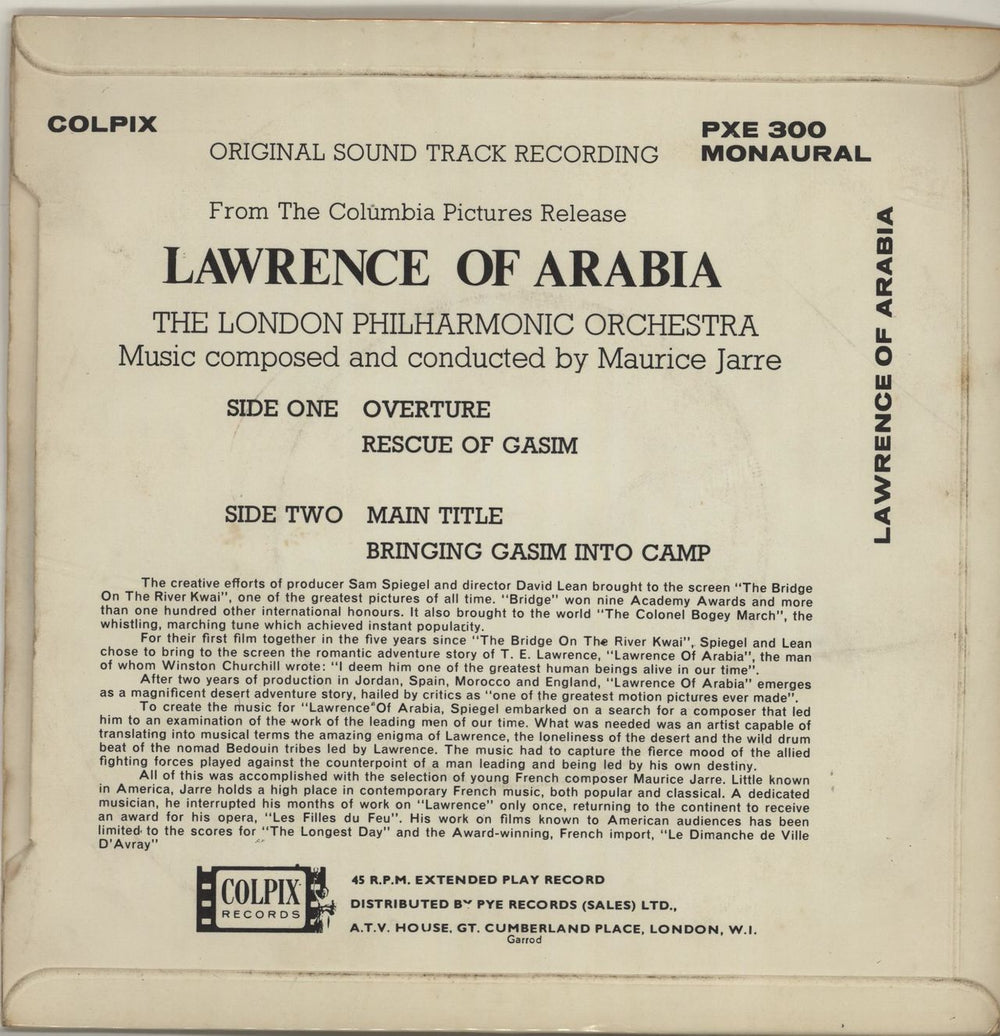 COLPIX
PXE 300
MONAURAL
ORIGINAL SOUND TRACK RECORDING
From The Columbia Pictures Release
LAWRENCE OF ARABIA
THE LONDON PHILHARMONIC ORCHESTRA
Music composed and conducted by Maurice Jarre
SIDE ONE OVERTURE
RESCUE OF GASIM
SIDE TWO MAIN TITLE
BRINGING GASIM INTO CAMP
LAWRENCE OF ARABIA
The creative efforts of producer Sam Spiegel and director David Lean brought to the screen "The Bridge
On The River Kwai", one of the greatest pictures of all time. "Bridge" won nine Academy Awards and more
than one hundred other international honours. It also brought to the world "The Colonel Bogey March", the
whistling, marching tune which achieved instant popularity.
For their first film together in the five years since "The Bridge On The River Kwai", Spiegel and Lean
chose to bring to the screen the romantic adventure story of T. E. Lawrence, "Lawrence Of Arabia", the man
of whom Winston Churchill wrote: "I deem him one of the greatest human beings alive in our time".
After two years of production in Jordan, Spain, Morocco and England, "Lawrence Of Arabia" emerges
as a magnificent desert adventure story, hailed by critics as "one of the greatest motion pictures ever made".
To create the music for "Lawrence"Of Arabia, Spiegel embarked on a search for a composer that led
him to an examination of the work of the leading men of our time. What was needed was an artist capable of
translating into musical terms the amazing enigma of Lawrence, the loneliness of the desert and the wild drum
beat of the nomad Bedouin tribes led by Lawrence. The music had to capture the fierce mood of the allied
fighting forces played against the counterpoint of a man leading and being led by his own destiny.
All of this was accomplished with the selection of young French composer Maurice Jarre. Little known
in America, Jarre holds a high place in contemporary French music, both popular and classical. A dedicated
musician, he interrupted his months of work on "Lawrence" only once, returning to the continent to receive
an award for his opera, "Les Filles du Feu". His work on films known to American audiences has been
limited to the scores for "The Longest Day" and the Award-winning, French import, "Le Dimanche de Ville
D'Avray"
COLPIX
RECORDS
45 R.P.M. EXTENDED PLAY RECORD
DISTRIBUTED BY PYE RECORDS (SALES) LTD.,
A.T.V. HOUSE, GT. CUMBERLAND PLACE, LONDON, W.I.
Garrod